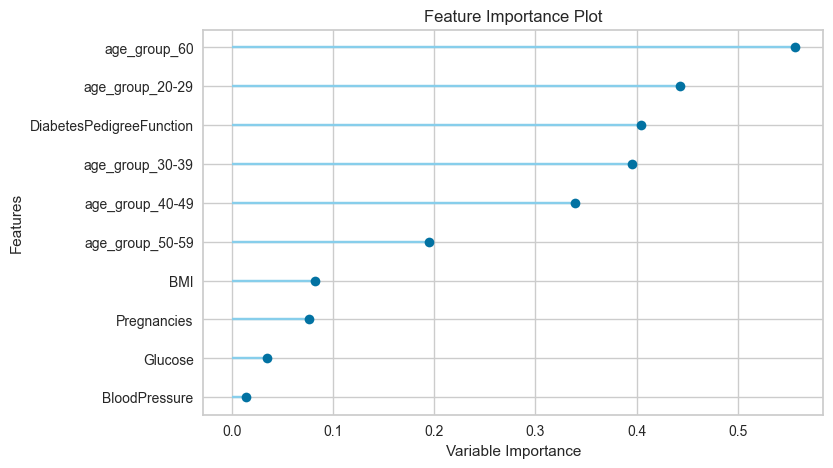 Feature Importance Plot
age_group_60
age_group_20-29
DiabetesPedigreeFunction
age_group_30-39
age_group_40-49
age_group_50-59
BMI
Pregnancies
Glucose
BloodPressure
Features
0.0 0.1 0.2 0.3 0.4 0.5
Variable Importance